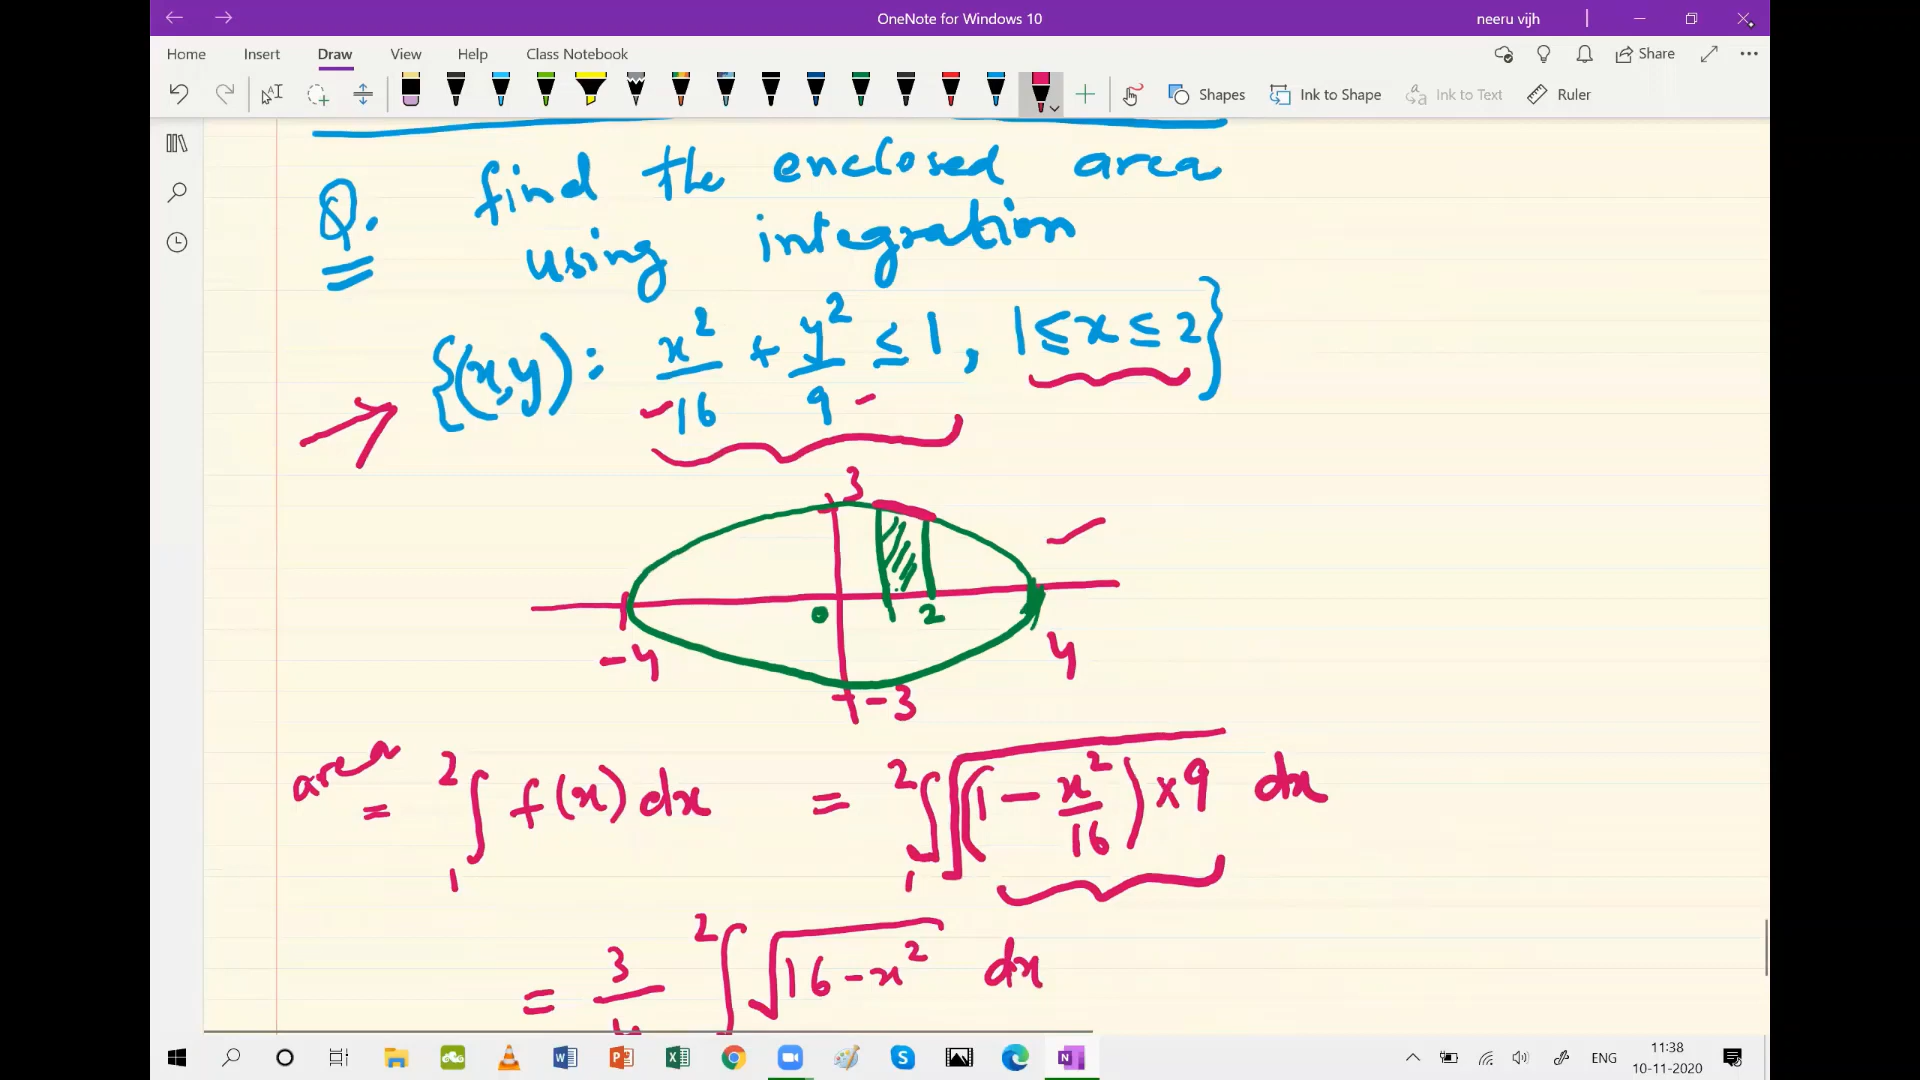 OneNote for Windows 10
neeru vijh
Home Insert Draw View Help Class Notebook
Share
Shapes Ink to Shape Ink to Text Ruler
Q. find the enclosed area
using integration
{(x,y): x²/16 + y²/9 ≤ 1, 1≤x≤2}
3
0 1 2
-4 4
-3
area = ∫₁² f(x) dx = ∫₁² √((1 - x²/16) × 9) dx
= 3/4 ∫² √(16-x²) dx
ENG
11:38
10-11-2020